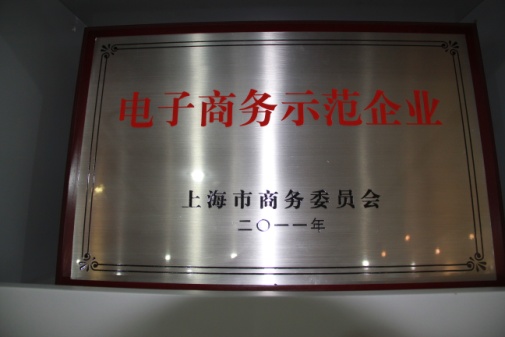 电子商务示范企业
上海市商务委员会
二〇一一年